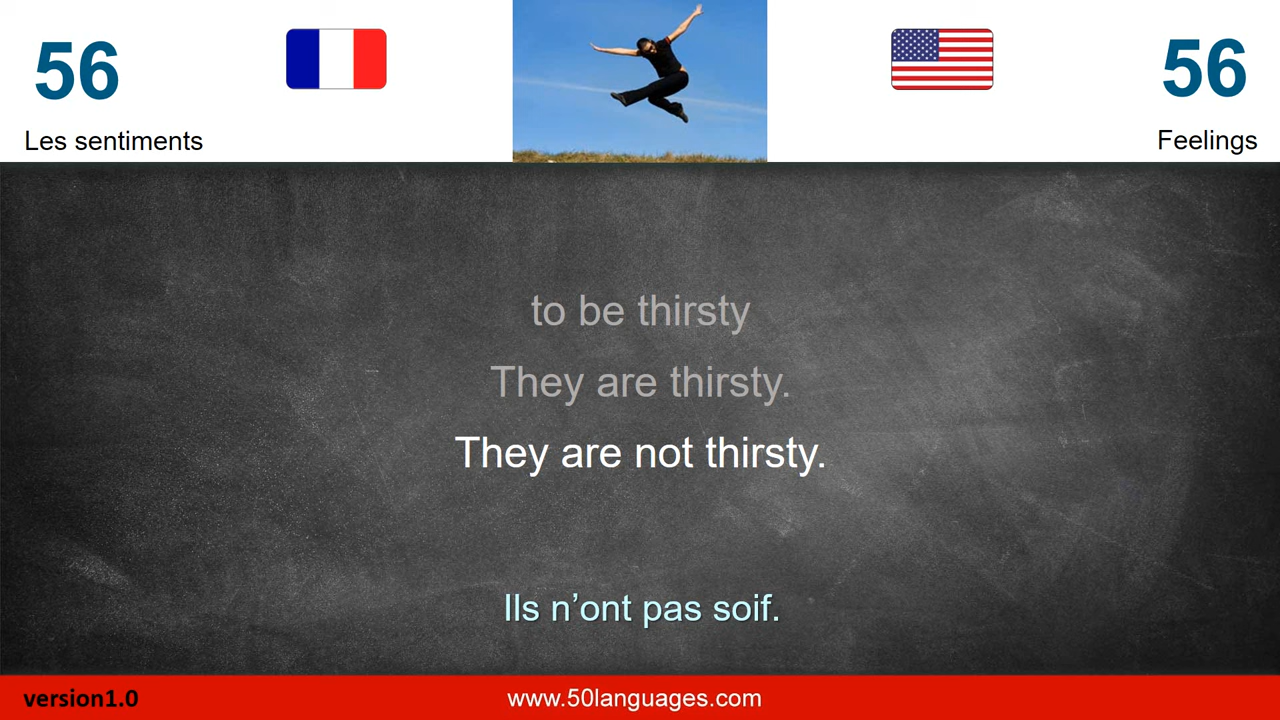 56
Les sentiments
56
Feelings
to be thirsty
They are thirsty.
They are not thirsty.
Ils n’ont pas soif.
version1.0
www.50languages.com